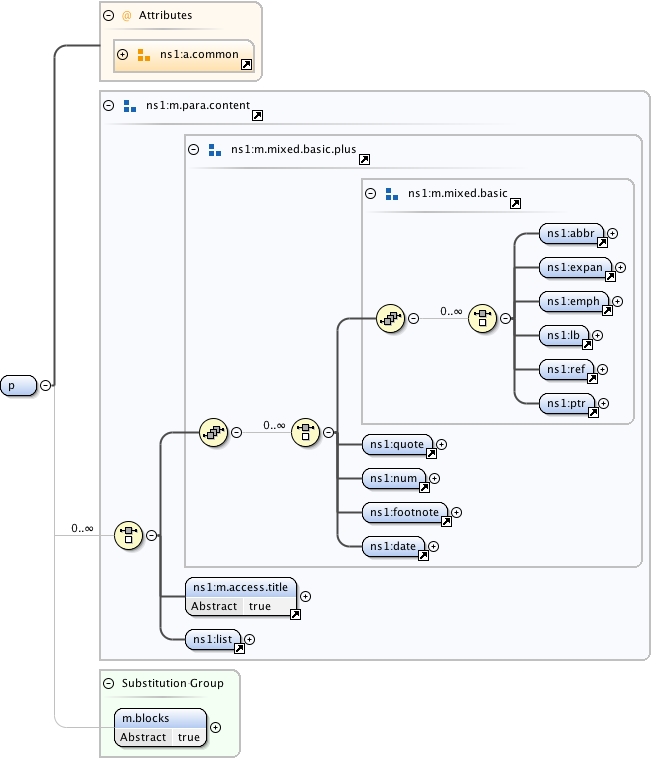 @ Attributes
ns1:a.common
ns1:m.para.content
ns1:m.mixed.basic.plus
ns1:m.mixed.basic
ns1:abbr
ns1:expan
ns1:emph
0..∞
ns1:lb
ns1:ref
p
ns1:ptr
0..∞
ns1:quote
ns1:num
ns1:footnote
0..∞
ns1:date
ns1:m.access.title
Abstract true
ns1:list
Substitution Group
m.blocks
Abstract true